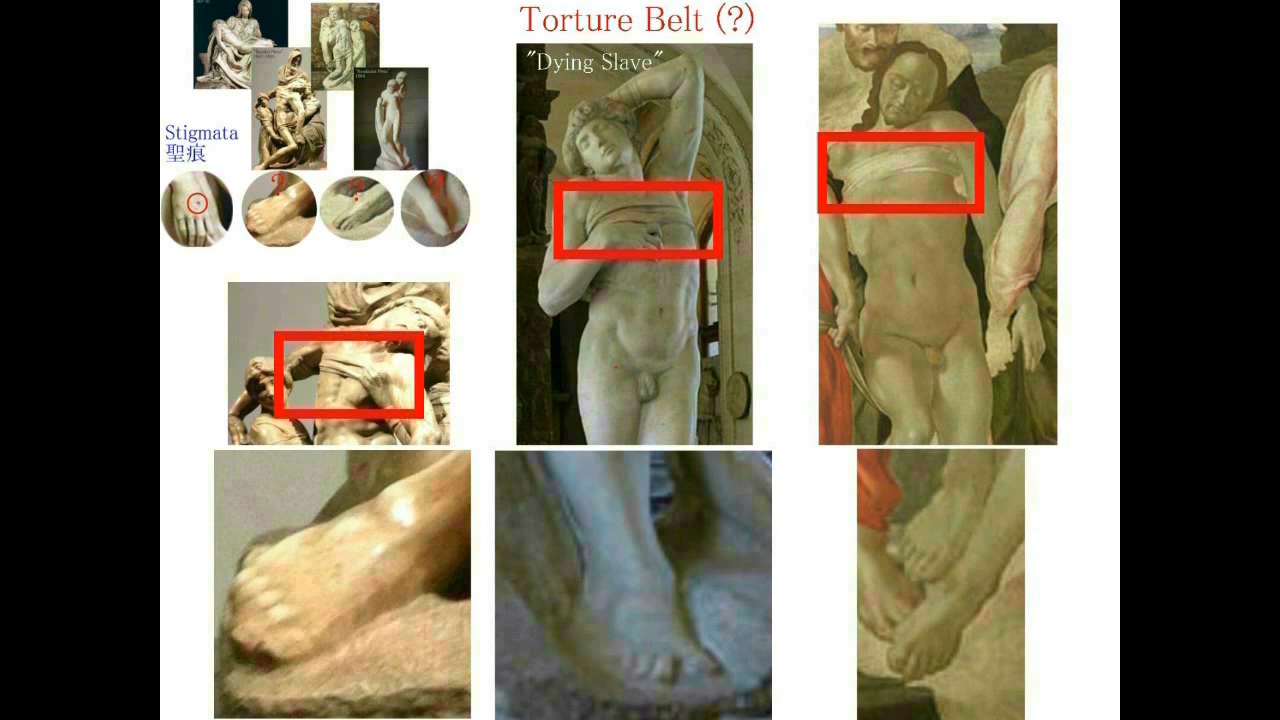 Torture Belt (?)
"Dying Slave"
Stigmata
聖痕
?
?
?